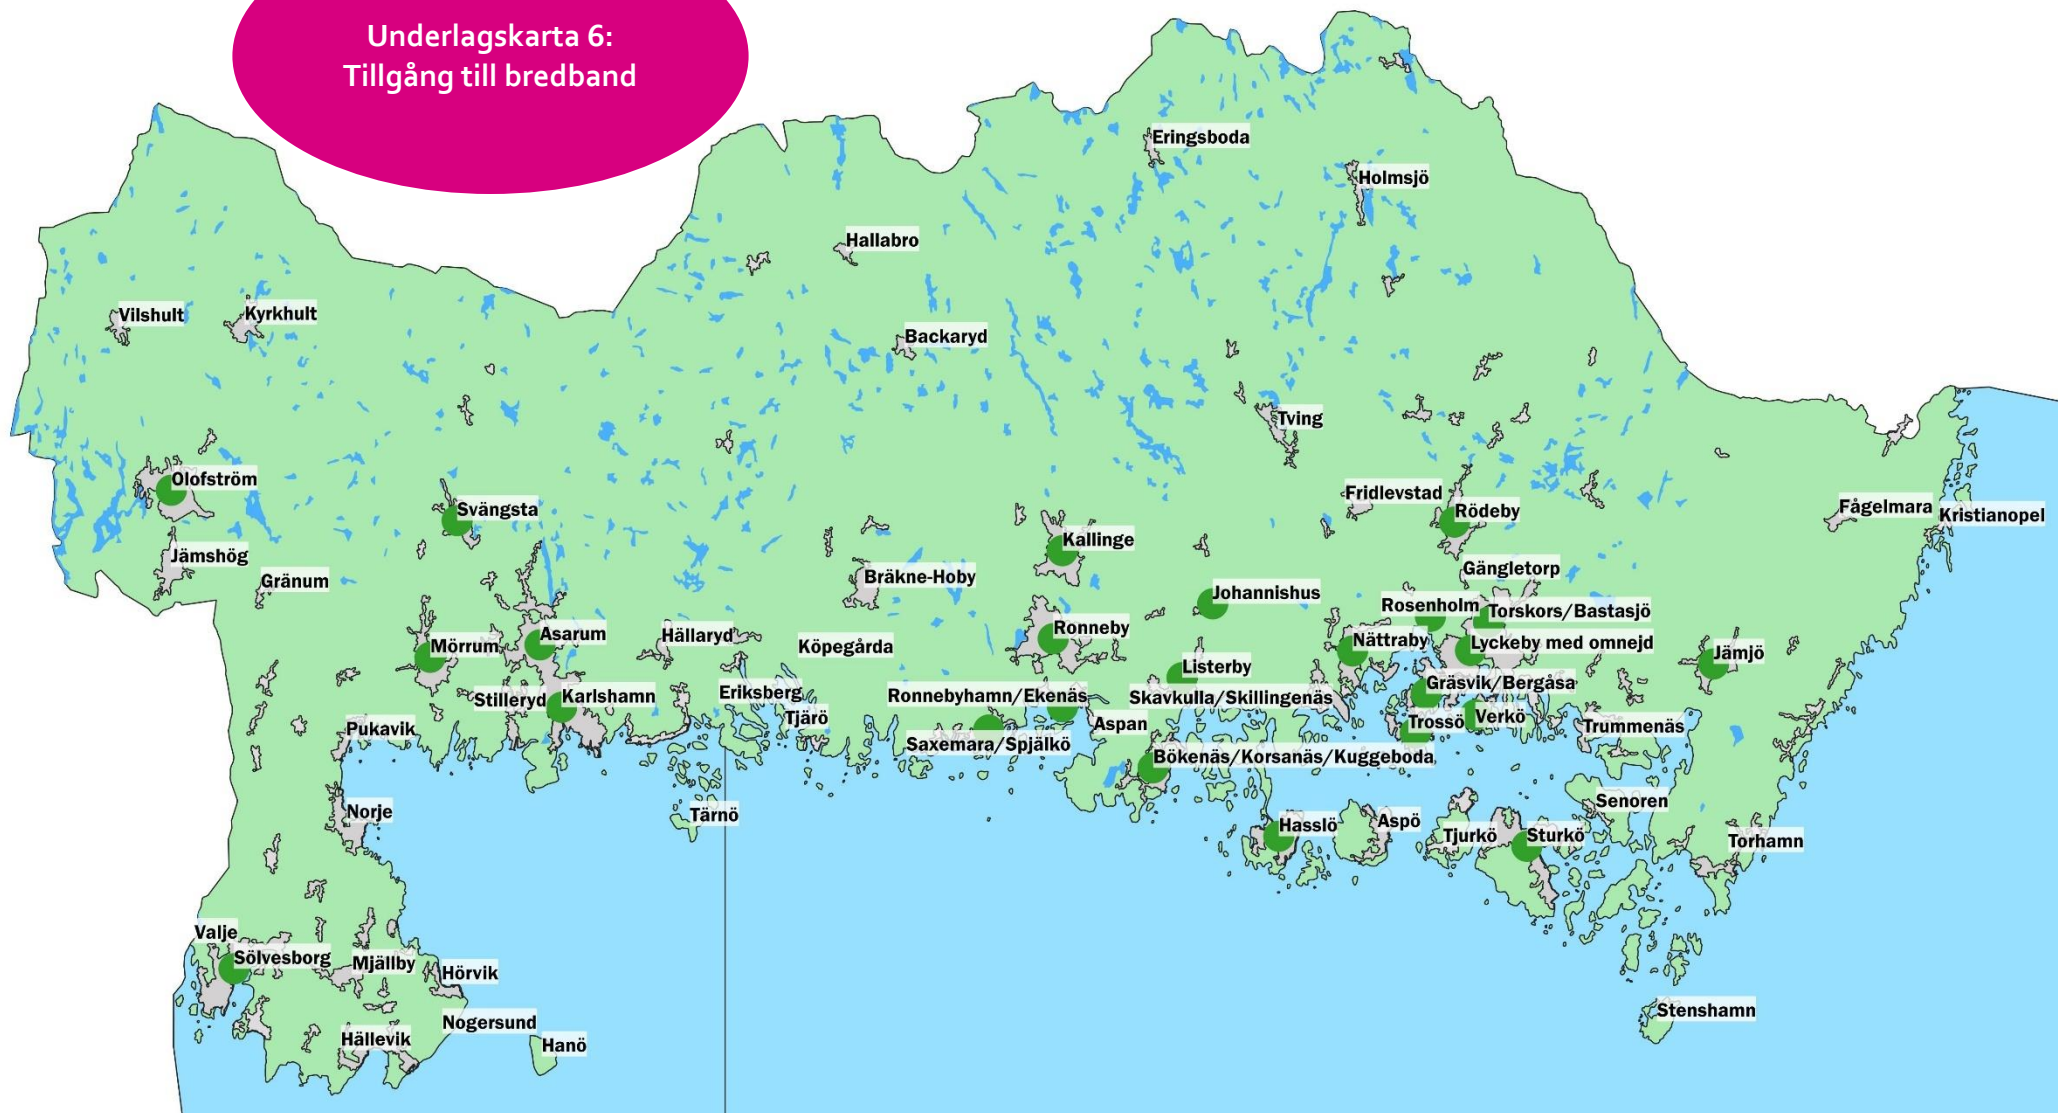 Underlagskarta 6:
Tillgång till bredband
Eringsboda
Holmsjö
Hallabro
Vilshult
Kyrkhult
Backaryd
Tving
Olofström
Svängsta
Fridlevstad
Rödeby
Fågelmara
Kristianopel
Kallinge
Jämshög
Gränum
Bräkne-Hoby
Gängletorp
Johannishus
Rosenholm
Torskors/Bastasjö
Mörrum
Asarum
Hällaryd
Köpegårda
Ronneby
Nättraby
Lyckeby med omnejd
Jämjö
Listerby
Gräsvik/Bergåsa
Stilleryd
Karlshamn
Eriksberg
Ronnebyhamn/Ekenäs
Skavkulla/Skillingenäs
Tjärö
Aspan
Trossö
Verkö
Trummenäs
Pukavik
Saxemara/Spjälkö
Bökenäs/Korsanäs/Kuggeboda
Norje
Tärnö
Senoren
Hasslö
Aspö
Tjurkö
Sturkö
Torhamn
Valje
Sölvesborg
Mjällby
Hörvik
Stenshamn
Nogersund
Hällevik
Hanö